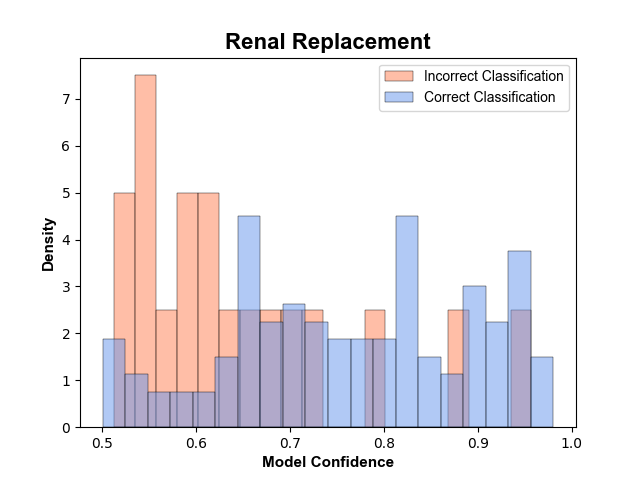 Renal Replacement
Incorrect Classification
Correct Classification
7
6
5
4
3
2
1
0
Density
0.5 0.6 0.7 0.8 0.9 1.0
Model Confidence